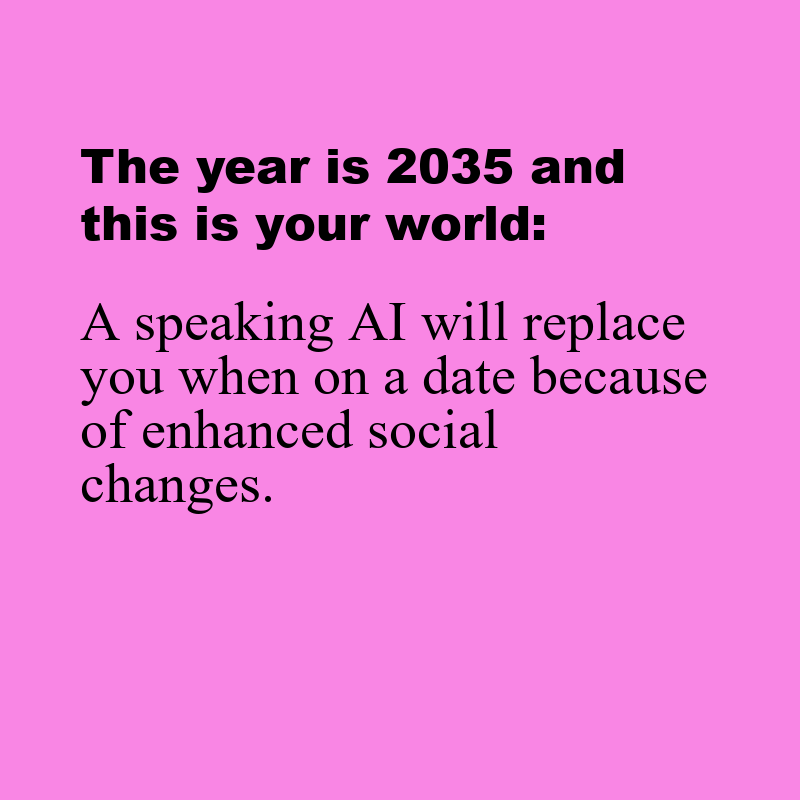 The year is 2035 and
this is your world:
A speaking AI will replace
you when on a date because
of enhanced social
changes.